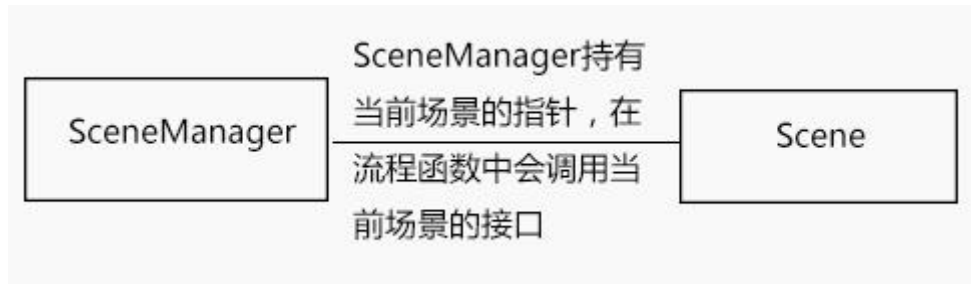 SceneManager
SceneManager持有
当前场景的指针，在
流程函数中会调用当
前场景的接口
Scene